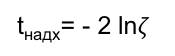 tнадх= - 2 lnζ